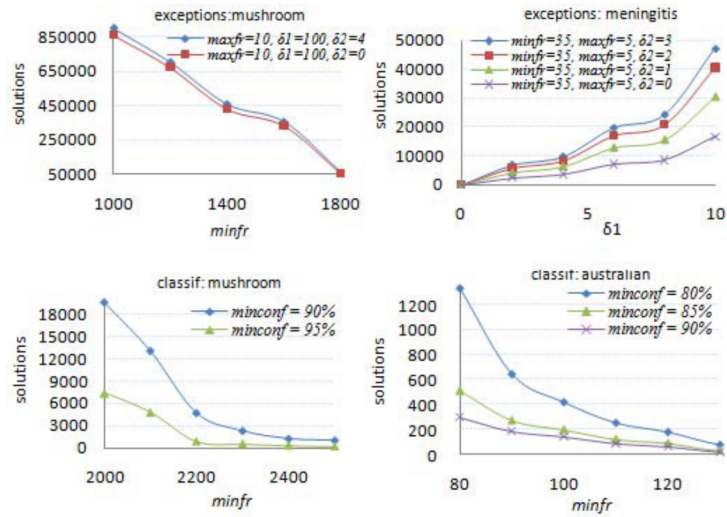 exceptions:mushroom
maxfr=10, δ1=100, δ2=4
maxfr=10, δ1=100, δ2=0
850000
650000
450000
250000
50000
solutions
1000
1400
1800
minfr
exceptions: meningitis
minfr=35, maxfr=5, δ2=3
minfr=35, maxfr=5, δ2=2
minfr=35, maxfr=5, δ2=1
minfr=35, maxfr=5, δ2=0
50000
40000
30000
20000
10000
0
solutions
0
5
10
δ1
classif: mushroom
minconf = 90%
minconf = 95%
18000
15000
12000
9000
6000
3000
0
solutions
2000
2200
2400
minfr
classif: australian
minconf = 80%
minconf = 85%
minconf = 90%
1200
1000
800
600
400
200
0
solutions
80
100
120
minfr